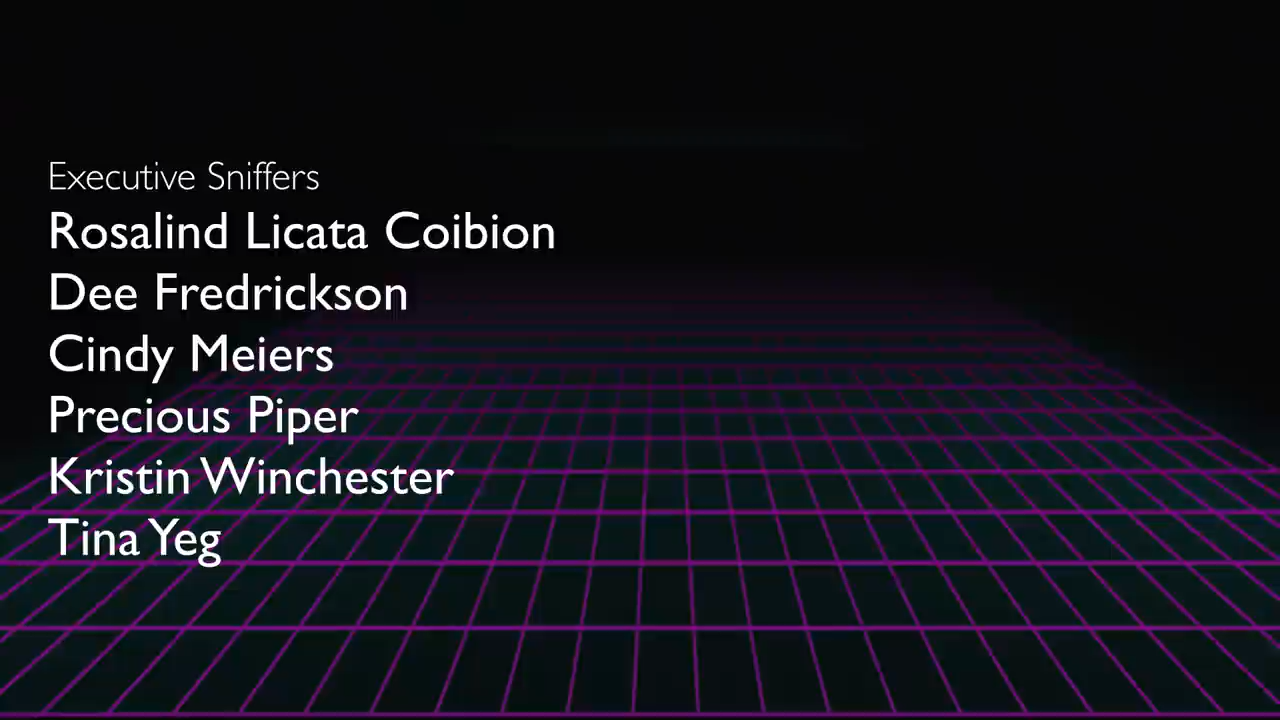 Executive Sniffers
Rosalind Licata Coibion
Dee Fredrickson
Cindy Meiers
Precious Piper
Kristin Winchester
Tina Yeg